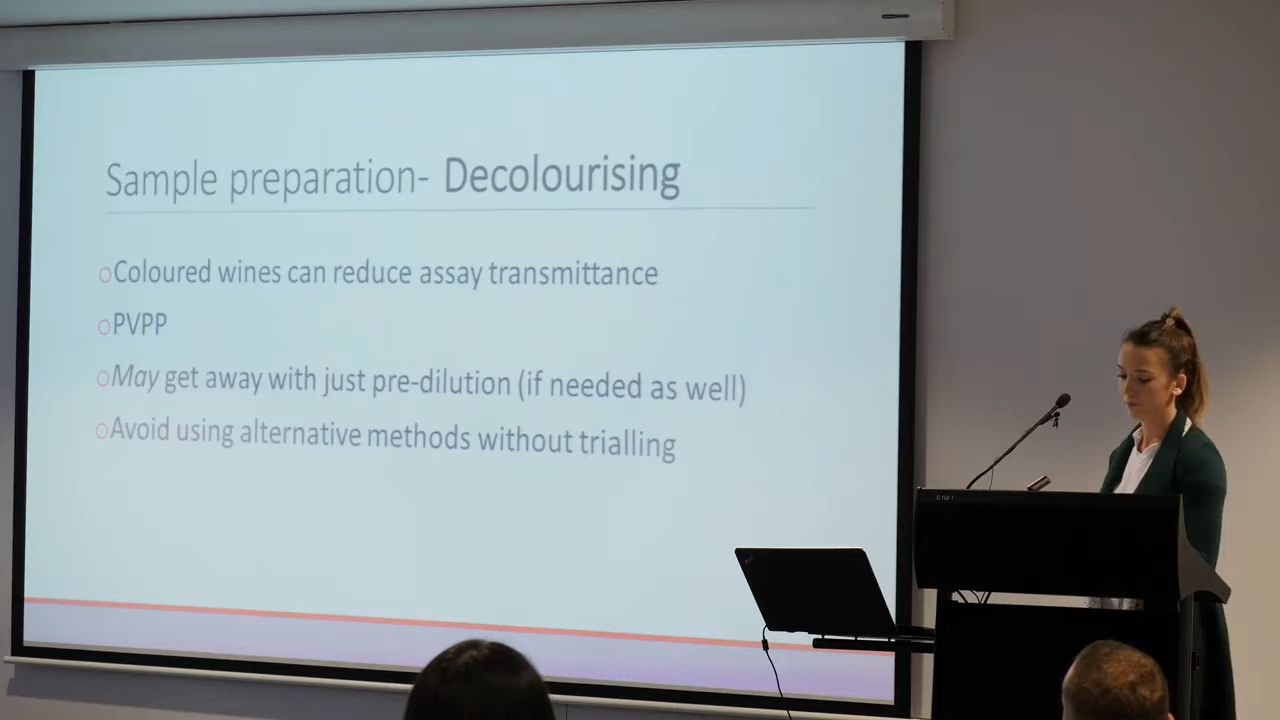 Sample preparation- Decolourising
Coloured wines can reduce assay transmittance
PVPP
May get away with just pre-dilution (if needed as well)
Avoid using alternative methods without trialling